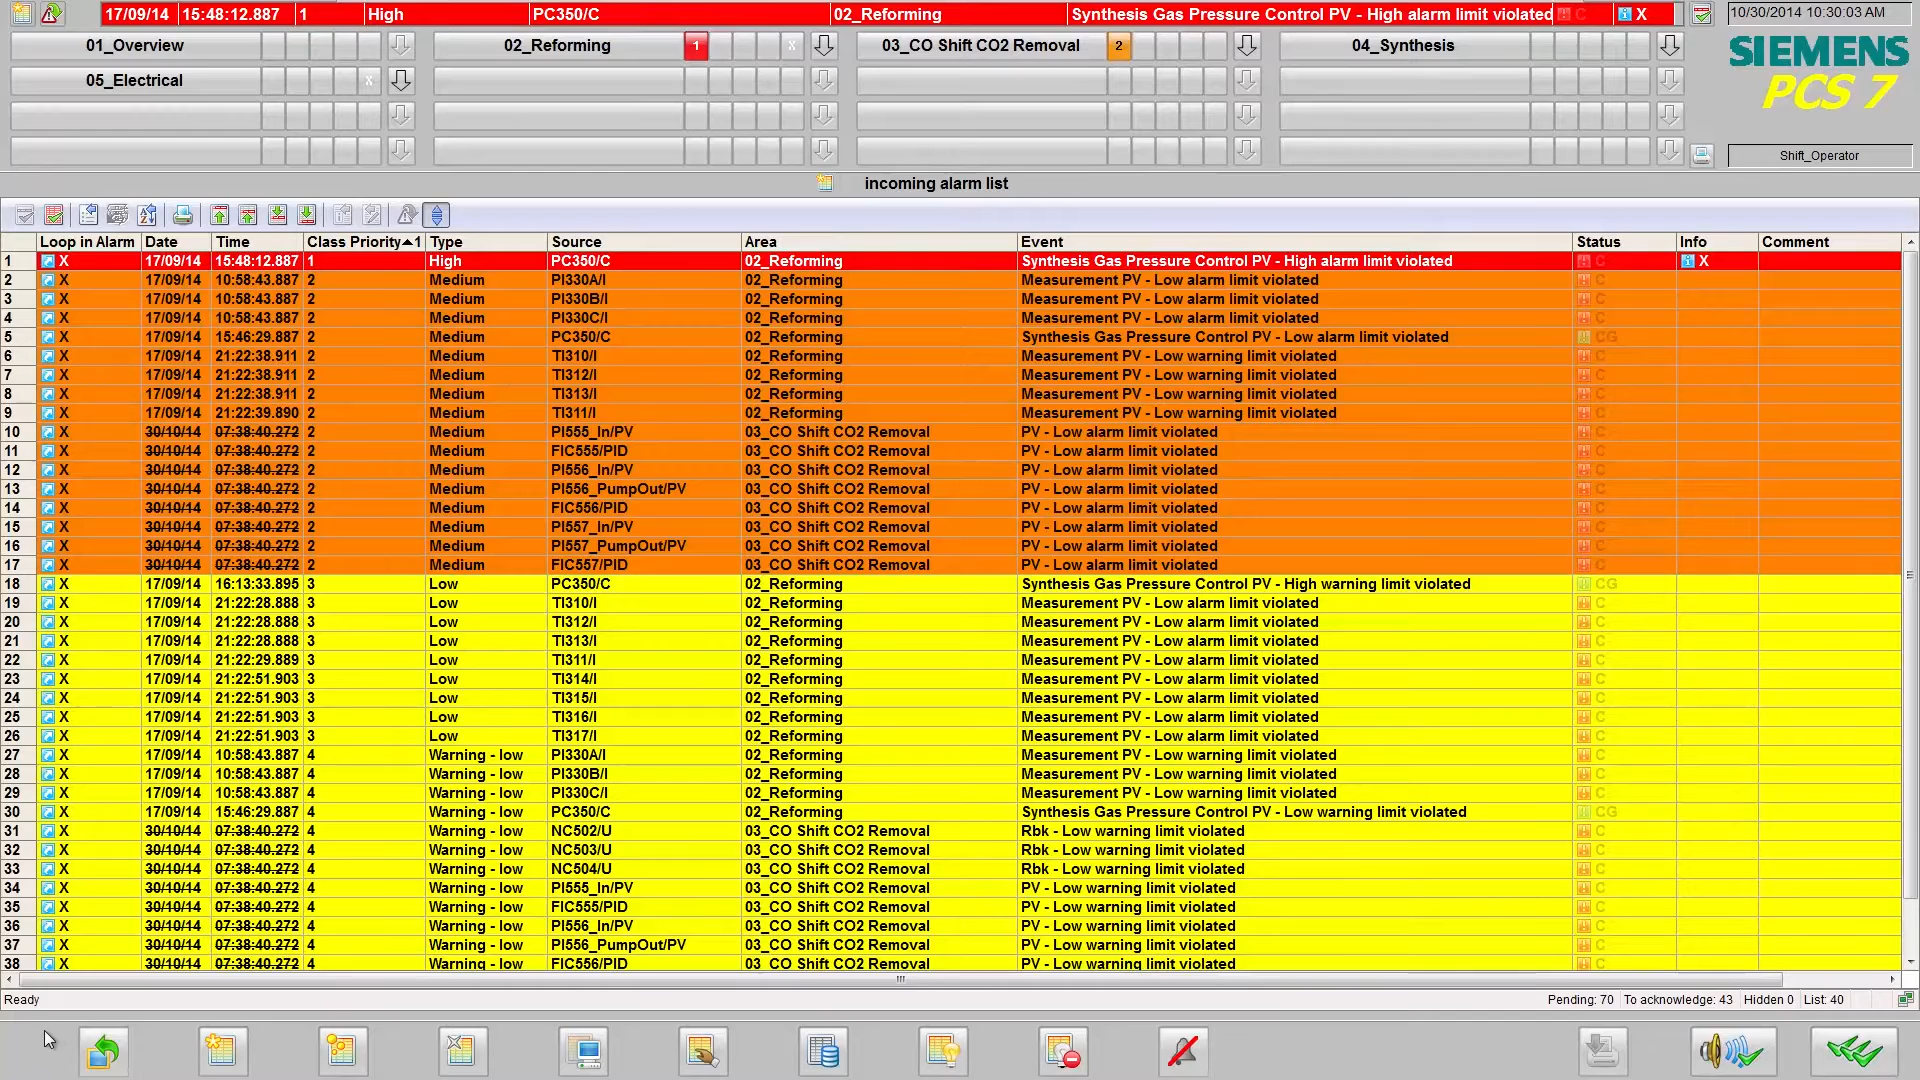 17/09/14 15:48:12.887 1 High PC350/C 02_Reforming Synthesis Gas Pressure Control PV - High alarm limit violated C X 10/30/2014 10:30:03 AM
01_Overview 02_Reforming 1 X 03_CO Shift CO2 Removal 2 04_Synthesis
SIEMENS
05_Electrical X
PCS 7
Shift_Operator
incoming alarm list
Loop in Alarm Date Time Class Priority 1 Type Source Area Event Status Info Comment
1 X 17/09/14 15:48:12.887 1 High PC350/C 02_Reforming Synthesis Gas Pressure Control PV - High alarm limit violated C X
2 X 17/09/14 10:58:43.887 2 Medium PI330A/I 02_Reforming Measurement PV - Low alarm limit violated C
3 X 17/09/14 10:58:43.887 2 Medium PI330B/I 02_Reforming Measurement PV - Low alarm limit violated C
4 X 17/09/14 10:58:43.887 2 Medium PI330C/I 02_Reforming Measurement PV - Low alarm limit violated C
5 X 17/09/14 15:46:29.887 2 Medium PC350/C 02_Reforming Synthesis Gas Pressure Control PV - Low alarm limit violated CG
6 X 17/09/14 21:22:38.911 2 Medium TI310/I 02_Reforming Measurement PV - Low warning limit violated C
7 X 17/09/14 21:22:38.911 2 Medium TI312/I 02_Reforming Measurement PV - Low warning limit violated C
8 X 17/09/14 21:22:38.911 2 Medium TI313/I 02_Reforming Measurement PV - Low warning limit violated C
9 X 17/09/14 21:22:39.890 2 Medium TI311/I 02_Reforming Measurement PV - Low warning limit violated C
10 X 30/10/14 07:38:40.272 2 Medium PI555_In/PV 03_CO Shift CO2 Removal PV - Low alarm limit violated C
11 X 30/10/14 07:38:40.272 2 Medium FIC555/PID 03_CO Shift CO2 Removal PV - Low alarm limit violated C
12 X 30/10/14 07:38:40.272 2 Medium PI556_In/PV 03_CO Shift CO2 Removal PV - Low alarm limit violated C
13 X 30/10/14 07:38:40.272 2 Medium PI556_PumpOut/PV 03_CO Shift CO2 Removal PV - Low alarm limit violated C
14 X 30/10/14 07:38:40.272 2 Medium FIC556/PID 03_CO Shift CO2 Removal PV - Low alarm limit violated C
15 X 30/10/14 07:38:40.272 2 Medium PI557_In/PV 03_CO Shift CO2 Removal PV - Low alarm limit violated C
16 X 30/10/14 07:38:40.272 2 Medium PI557_PumpOut/PV 03_CO Shift CO2 Removal PV - Low alarm limit violated C
17 X 30/10/14 07:38:40.272 2 Medium FIC557/PID 03_CO Shift CO2 Removal PV - Low alarm limit violated C
18 X 17/09/14 16:13:33.895 3 Low PC350/C 02_Reforming Synthesis Gas Pressure Control PV - High warning limit violated CG
19 X 17/09/14 21:22:28.888 3 Low TI310/I 02_Reforming Measurement PV - Low alarm limit violated C
20 X 17/09/14 21:22:28.888 3 Low TI312/I 02_Reforming Measurement PV - Low alarm limit violated C
21 X 17/09/14 21:22:28.888 3 Low TI313/I 02_Reforming Measurement PV - Low alarm limit violated C
22 X 17/09/14 21:22:29.889 3 Low TI311/I 02_Reforming Measurement PV - Low alarm limit violated C
23 X 17/09/14 21:22:51.903 3 Low TI314/I 02_Reforming Measurement PV - Low alarm limit violated C
24 X 17/09/14 21:22:51.903 3 Low TI315/I 02_Reforming Measurement PV - Low alarm limit violated C
25 X 17/09/14 21:22:51.903 3 Low TI316/I 02_Reforming Measurement PV - Low alarm limit violated C
26 X 17/09/14 21:22:51.903 3 Low TI317/I 02_Reforming Measurement PV - Low alarm limit violated C
27 X 17/09/14 10:58:43.887 4 Warning - low PI330A/I 02_Reforming Measurement PV - Low warning limit violated C
28 X 17/09/14 10:58:43.887 4 Warning - low PI330B/I 02_Reforming Measurement PV - Low warning limit violated C
29 X 17/09/14 10:58:43.887 4 Warning - low PI330C/I 02_Reforming Measurement PV - Low warning limit violated C
30 X 17/09/14 15:46:29.887 4 Warning - low PC350/C 02_Reforming Synthesis Gas Pressure Control PV - Low warning limit violated CG
31 X 30/10/14 07:38:40.272 4 Warning - low NC502/U 03_CO Shift CO2 Removal Rbk - Low warning limit violated C
32 X 30/10/14 07:38:40.272 4 Warning - low NC503/U 03_CO Shift CO2 Removal Rbk - Low warning limit violated C
33 X 30/10/14 07:38:40.272 4 Warning - low NC504/U 03_CO Shift CO2 Removal Rbk - Low warning limit violated C
34 X 30/10/14 07:38:40.272 4 Warning - low PI555_In/PV 03_CO Shift CO2 Removal PV - Low warning limit violated C
35 X 30/10/14 07:38:40.272 4 Warning - low FIC555/PID 03_CO Shift CO2 Removal PV - Low warning limit violated C
36 X 30/10/14 07:38:40.272 4 Warning - low PI556_In/PV 03_CO Shift CO2 Removal PV - Low warning limit violated C
37 X 30/10/14 07:38:40.272 4 Warning - low PI556_PumpOut/PV 03_CO Shift CO2 Removal PV - Low warning limit violated C
38 X 30/10/14 07:38:40.272 4 Warning - low FIC556/PID 03_CO Shift CO2 Removal PV - Low warning limit violated C
Ready Pending: 70 To acknowledge: 43 Hidden 0 List: 40